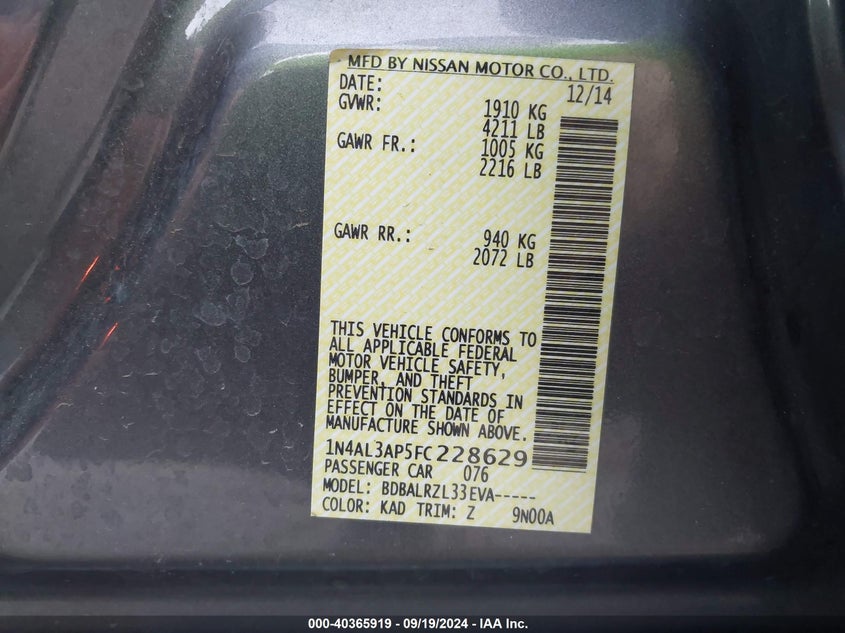 MFD BY NISSAN MOTOR CO., LTD.
DATE: 12/14
GVWR: 1910 KG
4211 LB
GAWR FR.: 1005 KG
2216 LB
GAWR RR.: 940 KG
2072 LB
THIS VEHICLE CONFORMS TO
ALL APPLICABLE FEDERAL
MOTOR VEHICLE SAFETY,
BUMPER, AND THEFT
PREVENTION STANDARDS IN
EFFECT ON THE DATE OF
MANUFACTURE SHOWN ABOVE.
1N4AL3AP5FC228629
PASSENGER CAR 076
MODEL: BDBALRZL33EVA-----
COLOR: KAD TRIM: Z 9N00A
000-40365919 - 09/19/2024 - IAA Inc.